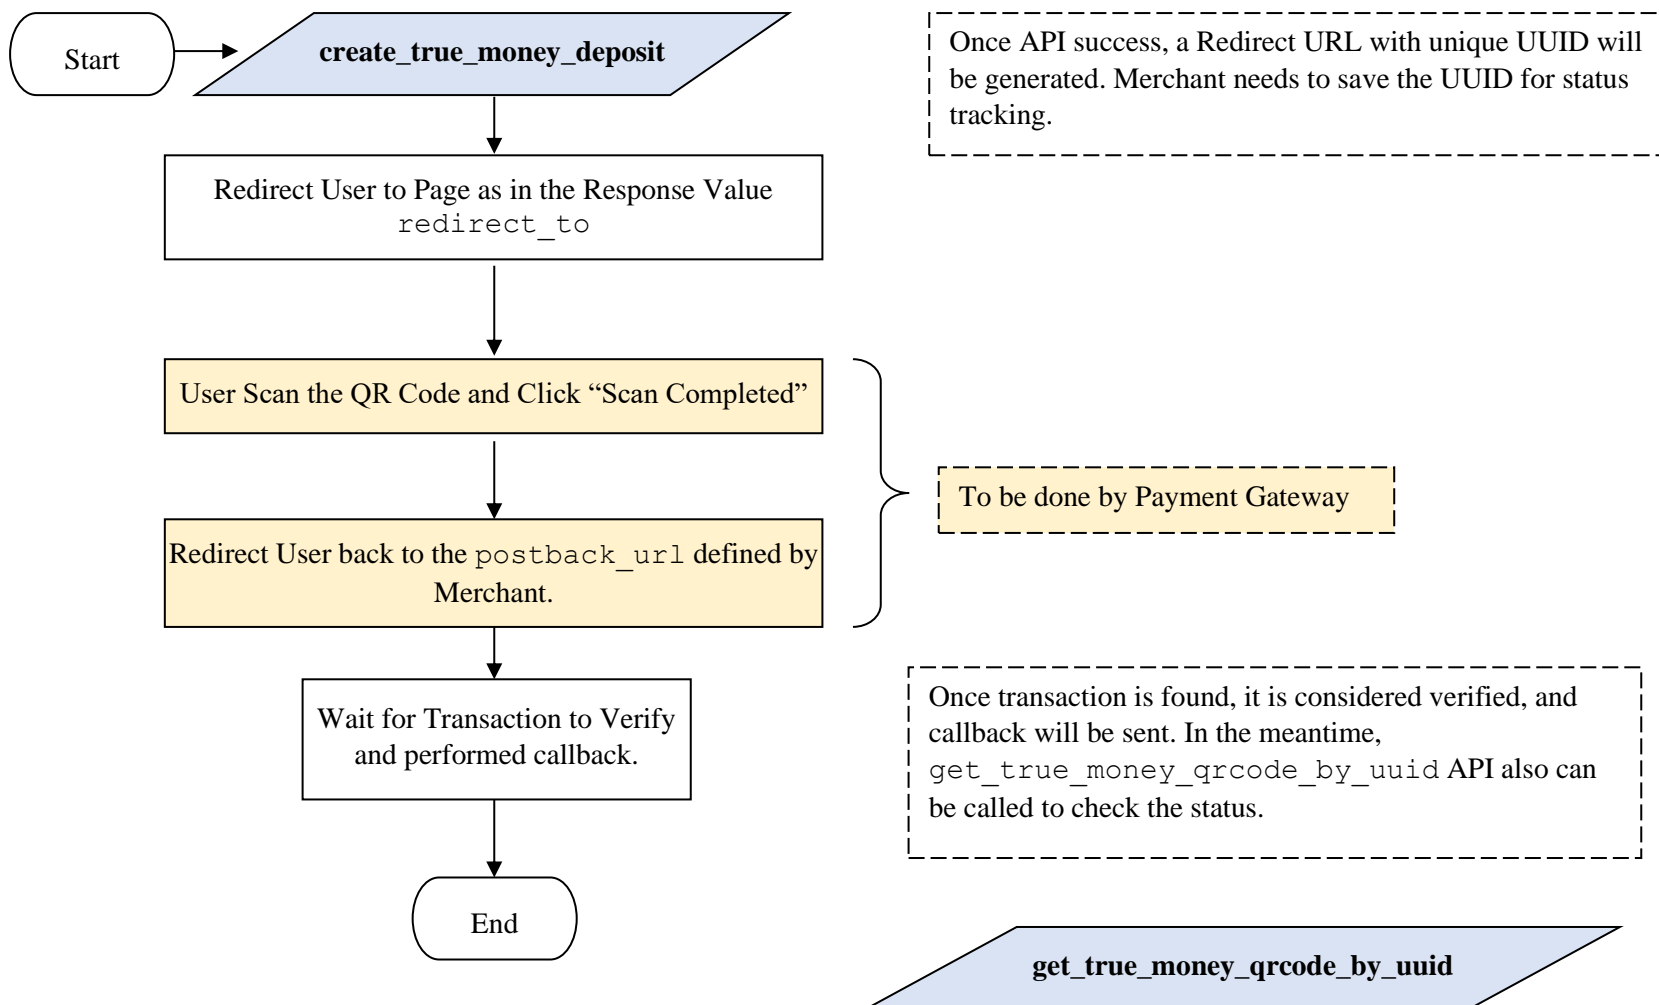 Start
create_true_money_deposit
Once API success, a Redirect URL with unique UUID will
be generated. Merchant needs to save the UUID for status
tracking.
Redirect User to Page as in the Response Value
redirect_to
User Scan the QR Code and Click “Scan Completed”
To be done by Payment Gateway
Redirect User back to the postback_url defined by
Merchant.
Wait for Transaction to Verify
and performed callback.
Once transaction is found, it is considered verified, and
callback will be sent. In the meantime,
get_true_money_qrcode_by_uuid API also can
be called to check the status.
End
get_true_money_qrcode_by_uuid